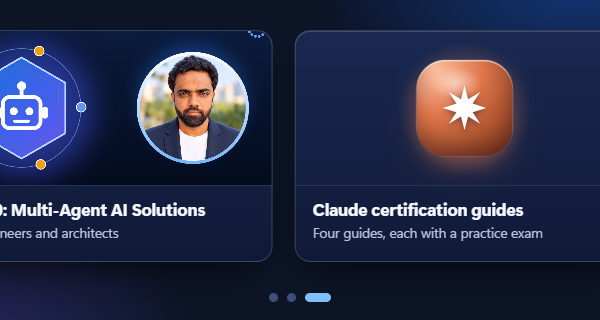 : Multi-Agent AI Solutions
neers and architects
Claude certification guides
Four guides, each with a practice exam